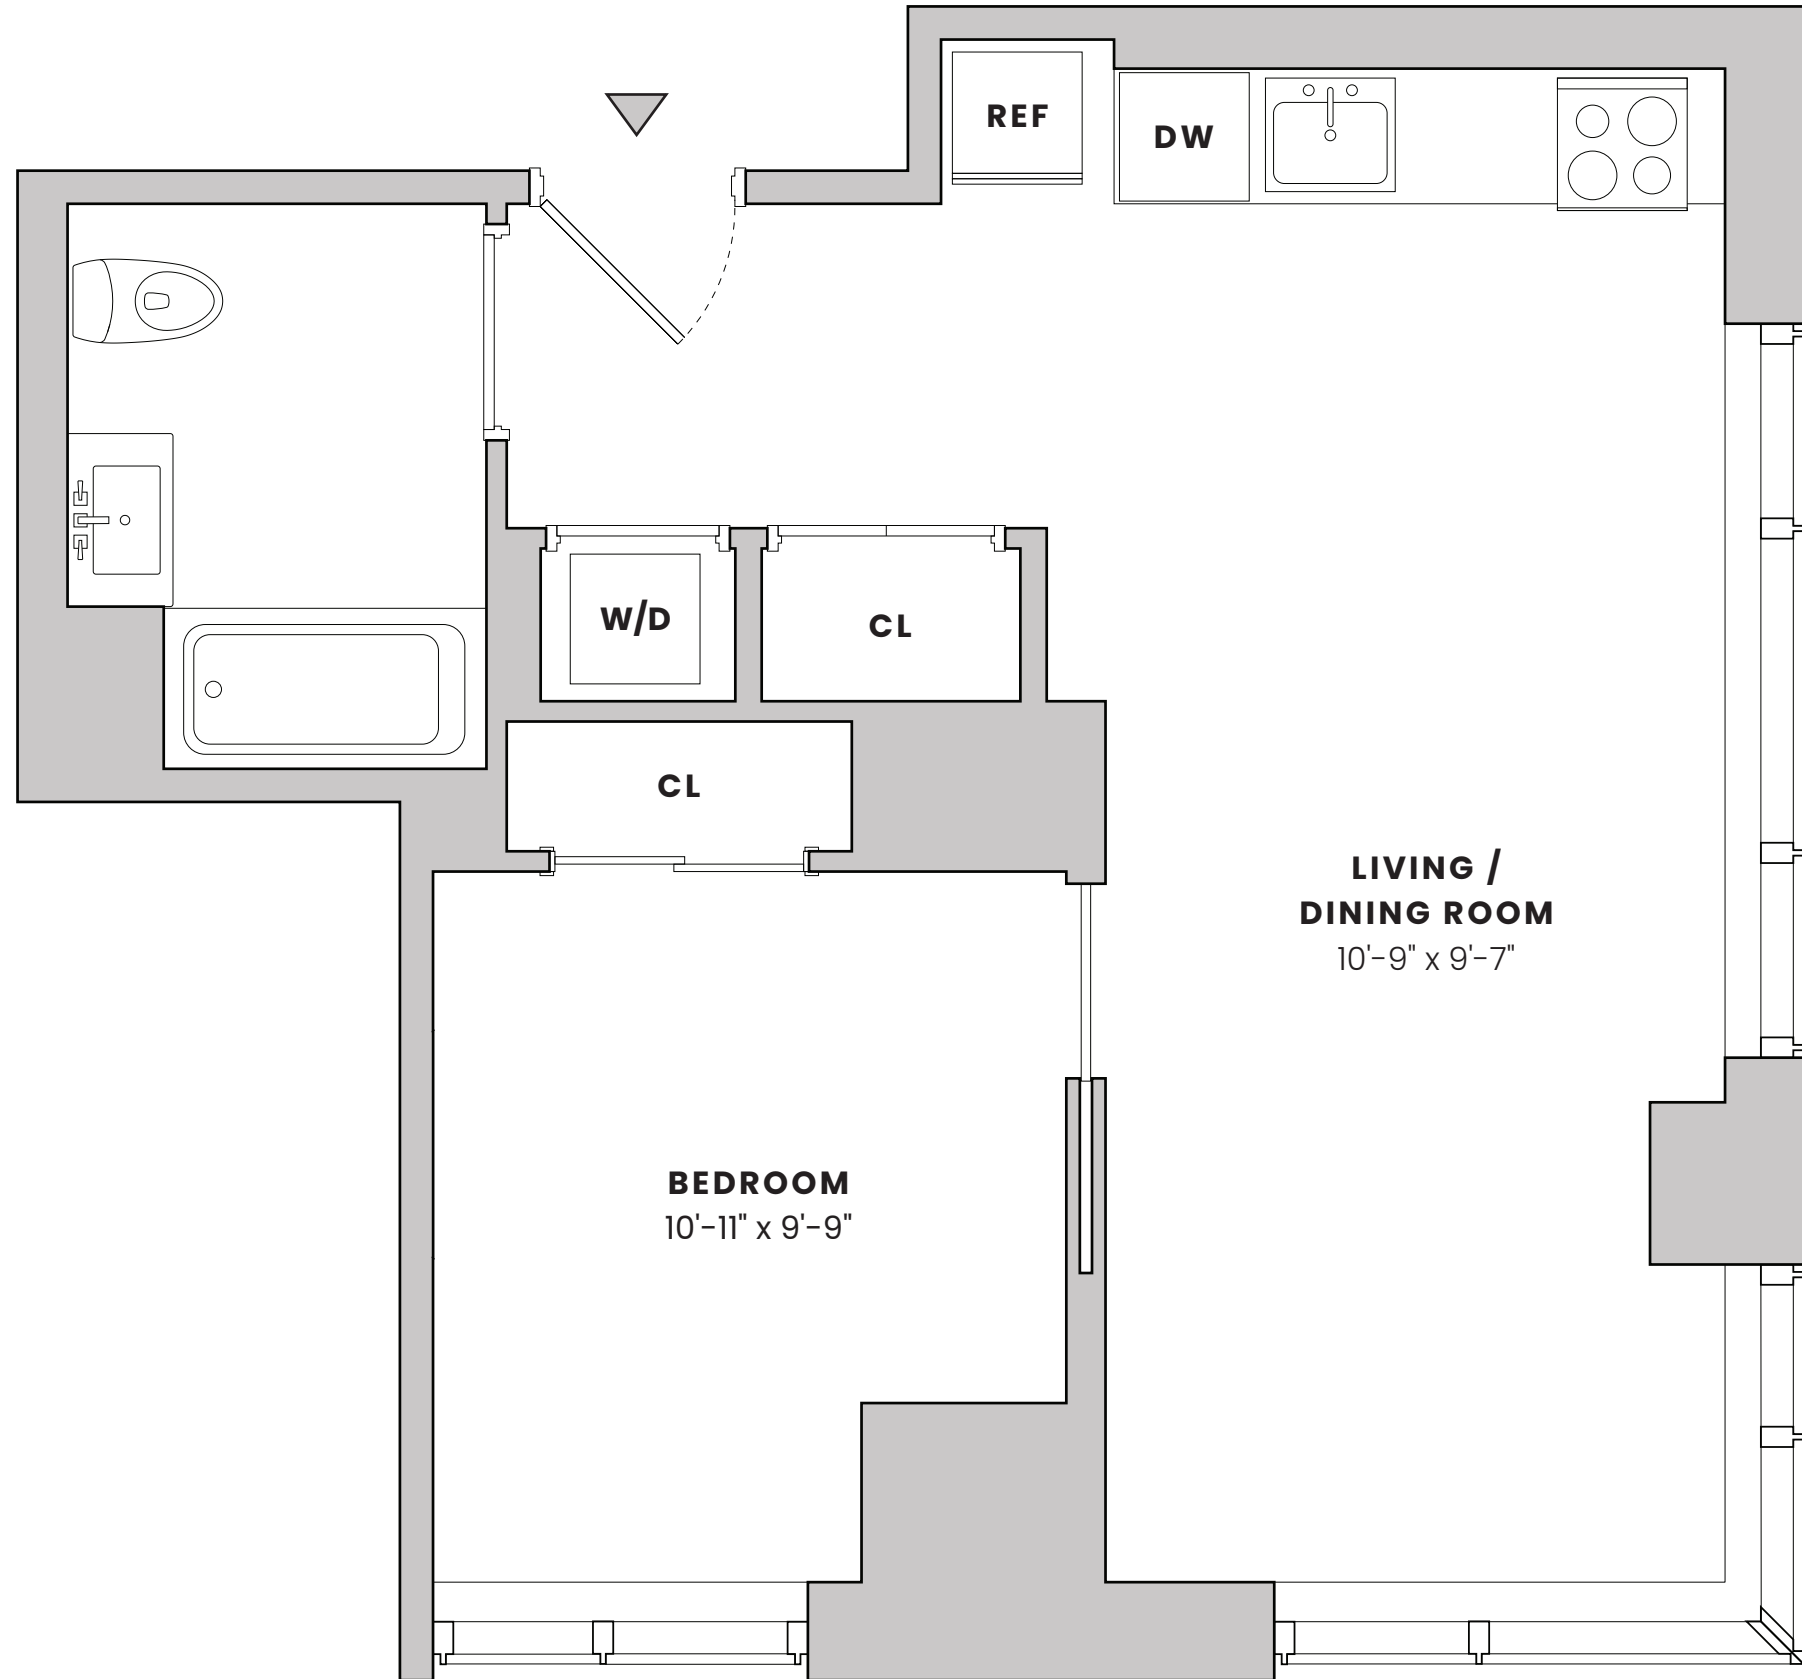 REF
DW
W/D
CL
CL
LIVING /
DINING ROOM
10'-9" x 9'-7"
BEDROOM
10'-11" x 9'-9"